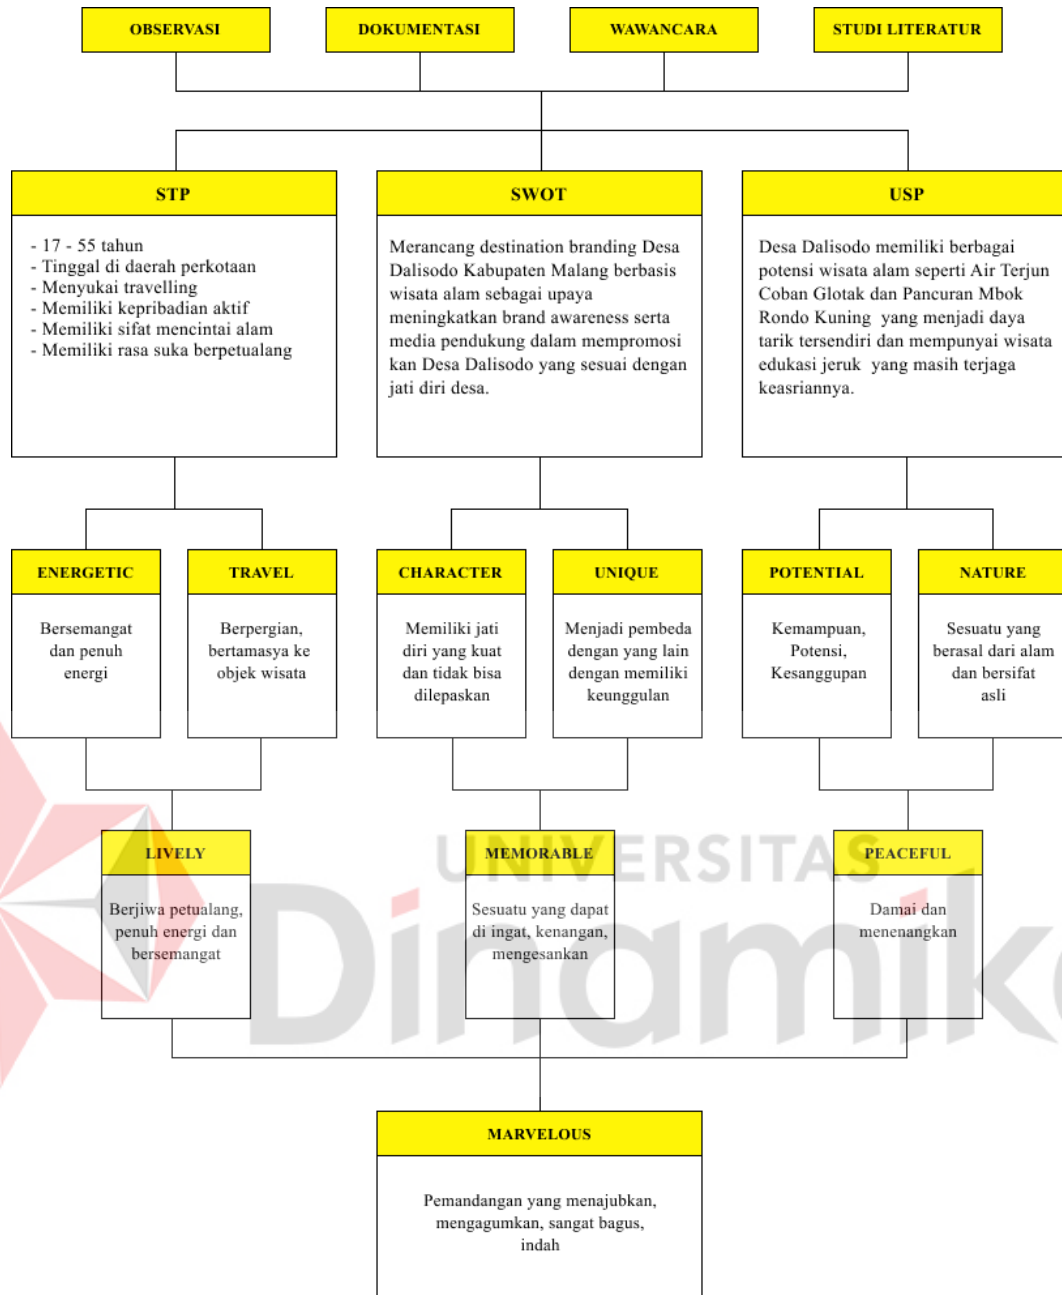 OBSERVASI
DOKUMENTASI
WAWANCARA
STUDI LITERATUR
STP
- 17 - 55 tahun
- Tinggal di daerah perkotaan
- Menyukai travelling
- Memiliki kepribadian aktif
- Memiliki sifat mencintai alam
- Memiliki rasa suka berpetualang
SWOT
Merancang destination branding Desa
Dalisodo Kabupaten Malang berbasis
wisata alam sebagai upaya
meningkatkan brand awareness serta
media pendukung dalam mempromosi
kan Desa Dalisodo yang sesuai dengan
jati diri desa.
USP
Desa Dalisodo memiliki berbagai
potensi wisata alam seperti Air Terjun
Coban Glotak dan Pancuran Mbok
Rondo Kuning  yang menjadi daya
tarik tersendiri dan mempunyai wisata
edukasi jeruk  yang masih terjaga
keasriannya.
ENERGETIC
Bersemangat
dan penuh
energi
TRAVEL
Berpergian,
bertamasya ke
objek wisata
CHARACTER
Memiliki jati
diri yang kuat
dan tidak bisa
dilepaskan
UNIQUE
Menjadi pembeda
dengan yang lain
dengan memiliki
keunggulan
POTENTIAL
Kemampuan,
Potensi,
Kesanggupan
NATURE
Sesuatu yang
berasal dari alam
dan bersifat
asli
LIVELY
Berjiwa petualang,
penuh energi dan
bersemangat
MEMORABLE
Sesuatu yang dapat
di ingat, kenangan,
mengesankan
PEACEFUL
Damai dan
menenangkan
UNIVERSITAS
Dinamika
MARVELOUS
Pemandangan yang menajubkan,
mengagumkan, sangat bagus,
indah